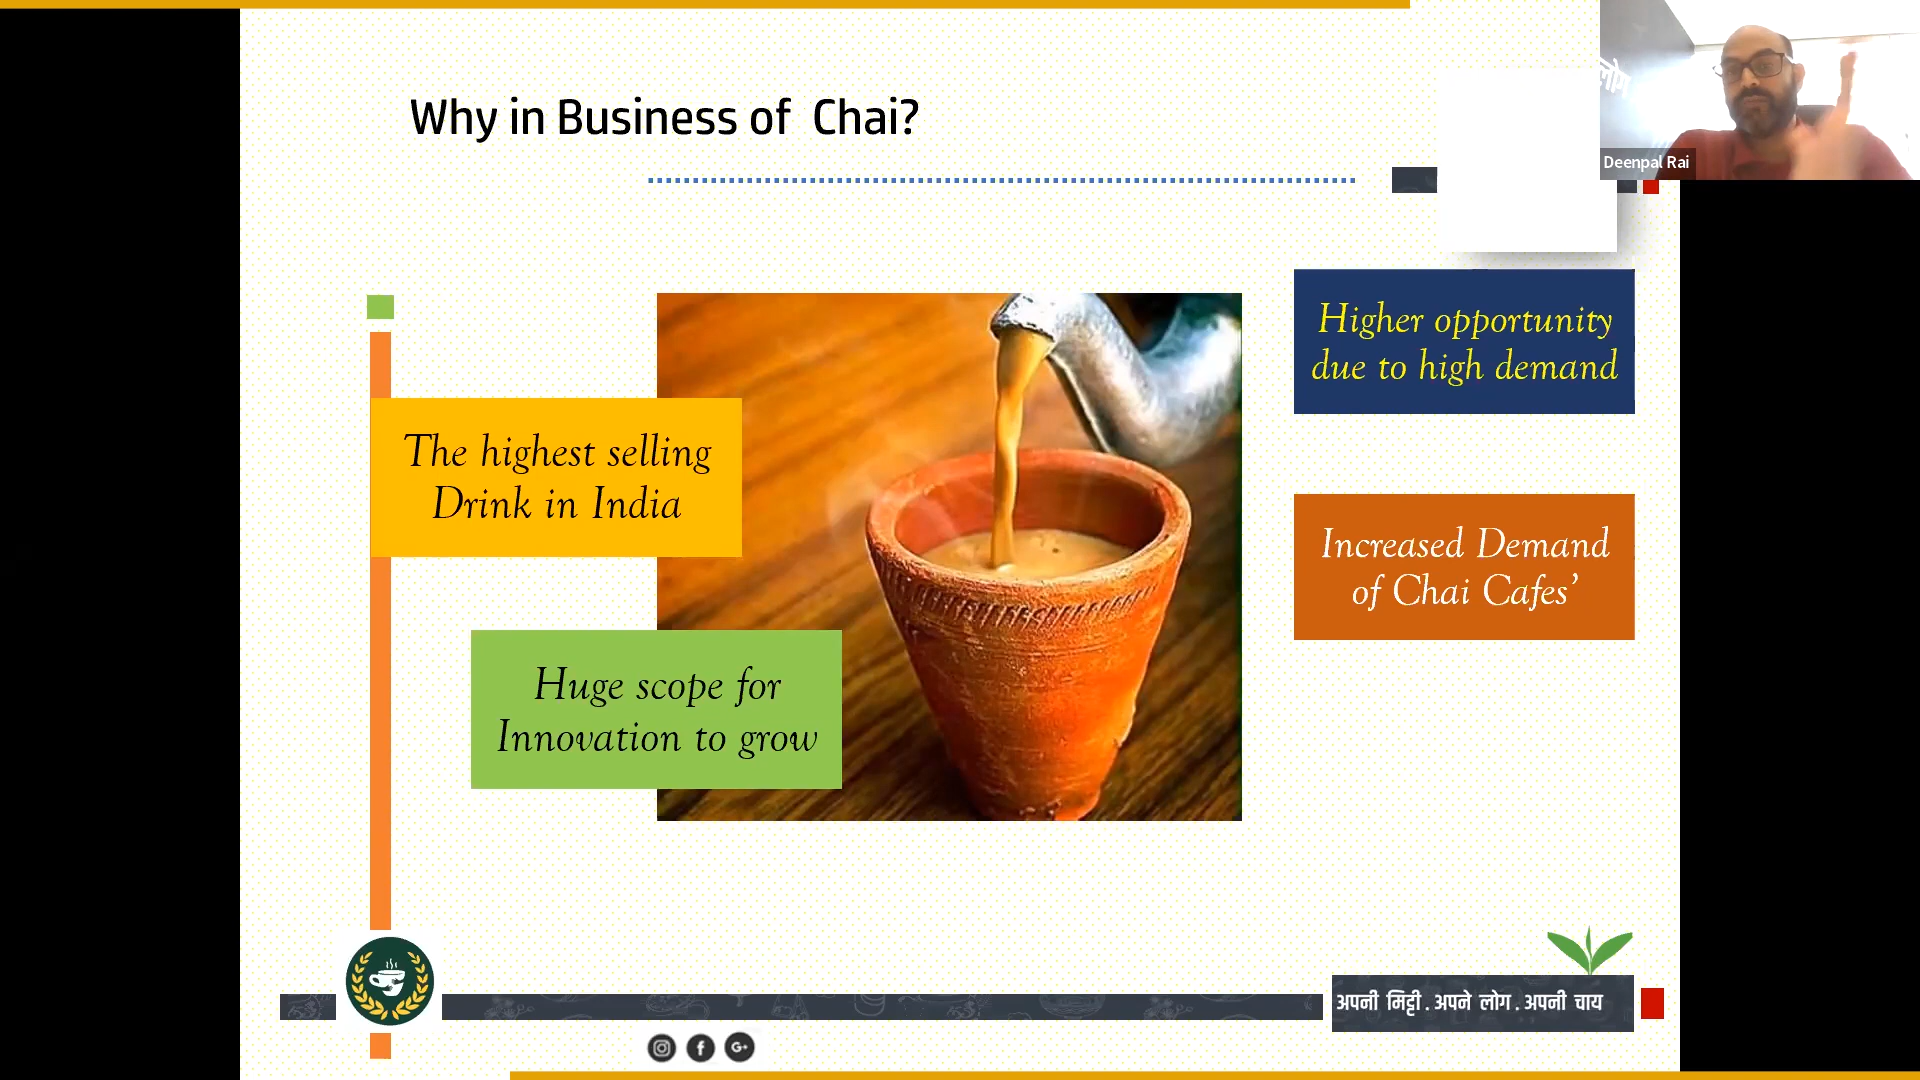 Why in Business of Chai?
लोग
Deenpal Rai
Higher opportunity
due to high demand
The highest selling
Drink in India
Increased Demand
of Chai Cafes’
Huge scope for
Innovation to grow
अपनी मिट्टी . अपने लोग . अपनी चाय
f
G+